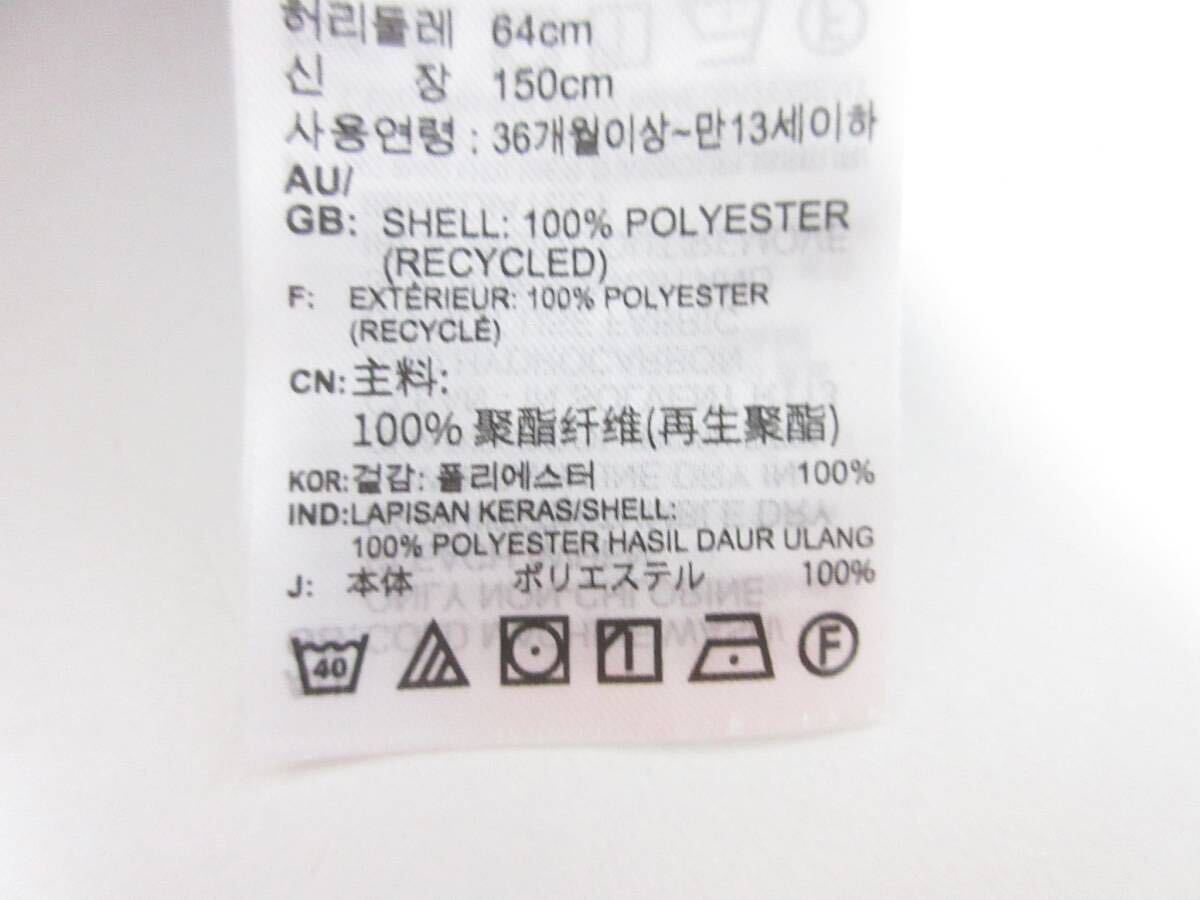 허리둘레 64cm
신 장 150cm
사용연령 : 36개월이상~만13세이하
AU/
GB: SHELL: 100% POLYESTER
(RECYCLED)
F: EXTÉRIEUR: 100% POLYESTER
(RECYCLÉ)
CN: 主料:
100% 聚酯纤维(再生聚酯)
KOR: 겉감: 폴리에스터 100%
IND: LAPISAN KERAS/SHELL:
100% POLYESTER HASIL DAUR ULANG
J: 本体 ポリエステル 100%
40 F